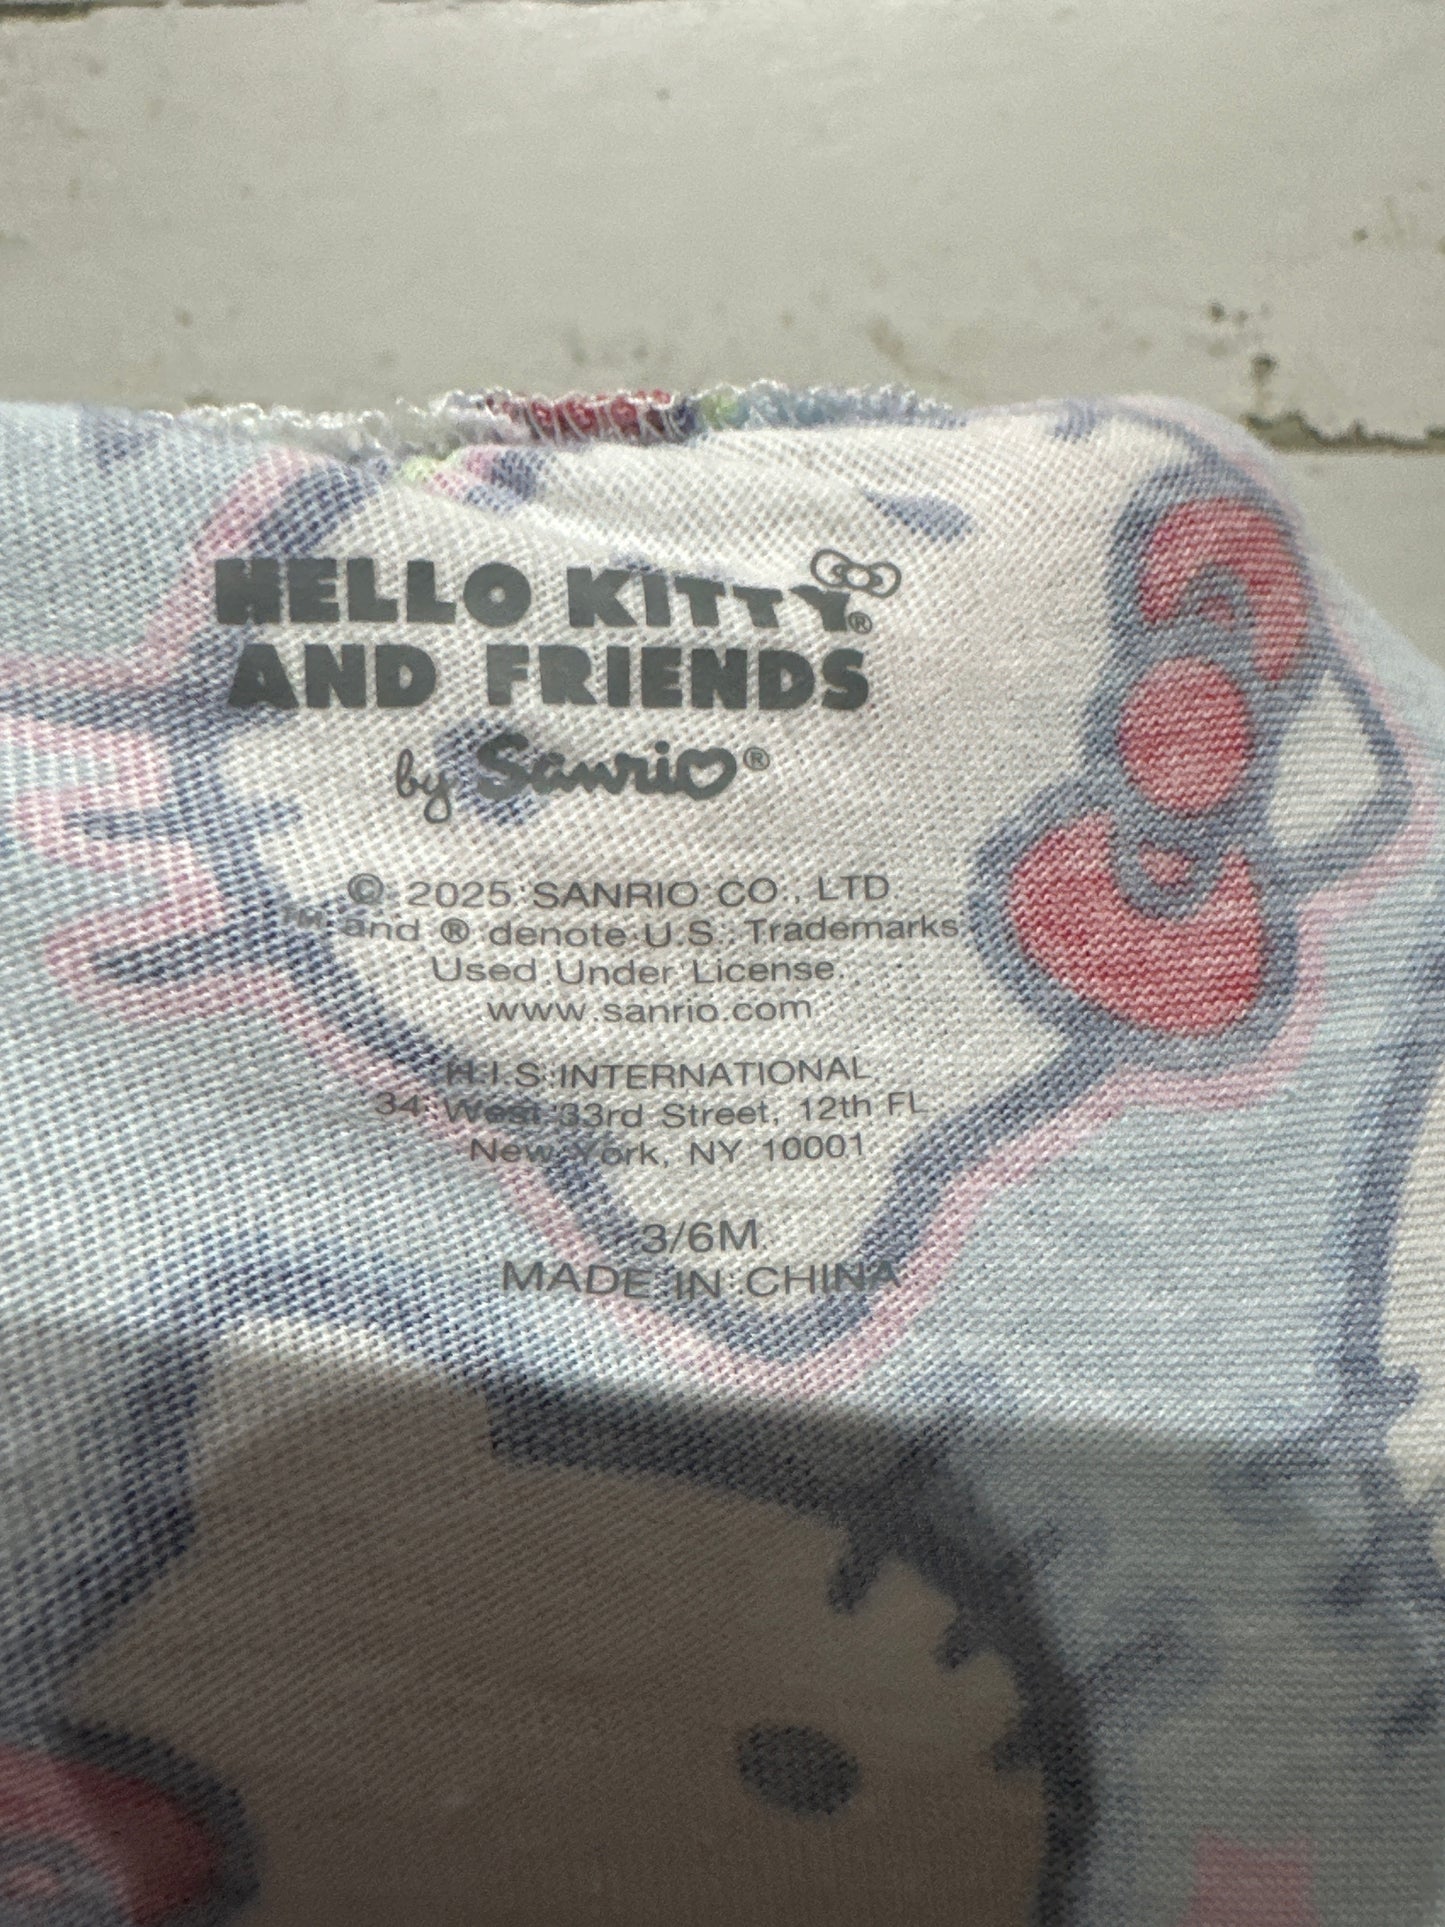 HELLO KITTY®
AND FRIENDS
by Sanrio®
© 2025 SANRIO CO., LTD.
™ and ® denote U.S. Trademarks
Used Under License.
www.sanrio.com
H.I.S. INTERNATIONAL
34 West 33rd Street, 12th FL
New York, NY 10001
3/6M
MADE IN CHINA